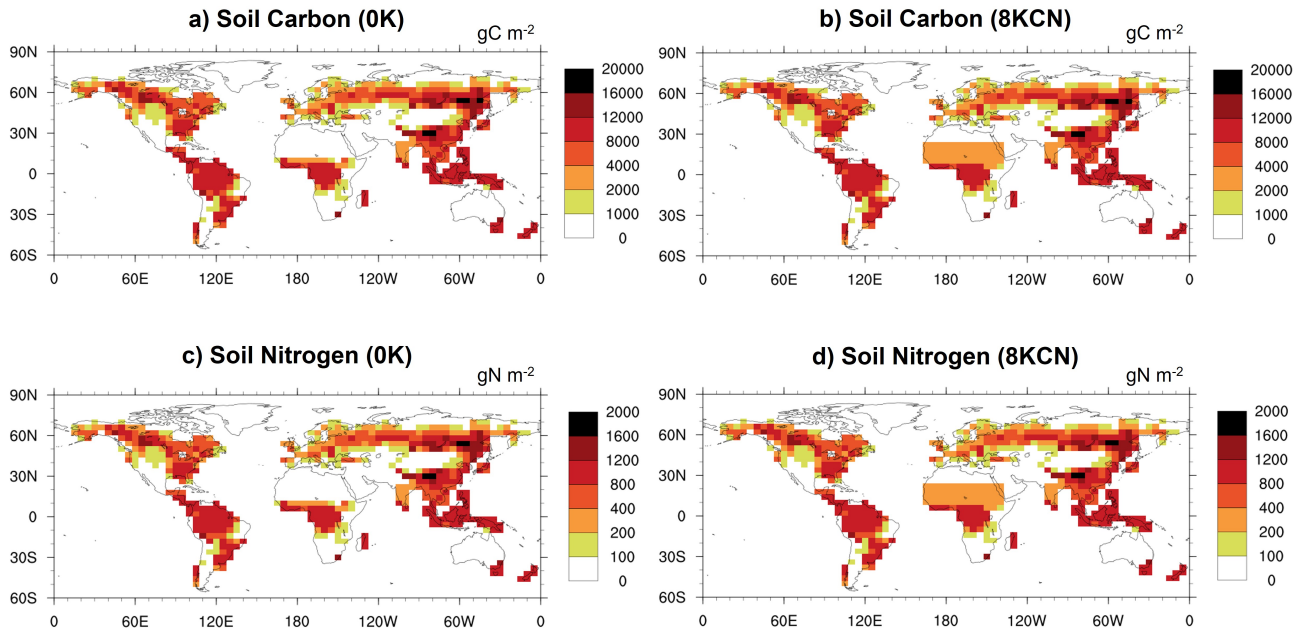 a) Soil Carbon (0K)
gC m-2
90N
60N
30N
0
30S
60S
0 60E 120E 180 120W 60W 0
20000
16000
12000
8000
4000
2000
1000
0
b) Soil Carbon (8KCN)
gC m-2
90N
60N
30N
0
30S
60S
0 60E 120E 180 120W 60W 0
20000
16000
12000
8000
4000
2000
1000
0
c) Soil Nitrogen (0K)
gN m-2
90N
60N
30N
0
30S
60S
0 60E 120E 180 120W 60W 0
2000
1600
1200
800
400
200
100
0
d) Soil Nitrogen (8KCN)
gN m-2
90N
60N
30N
0
30S
60S
0 60E 120E 180 120W 60W 0
2000
1600
1200
800
400
200
100
0